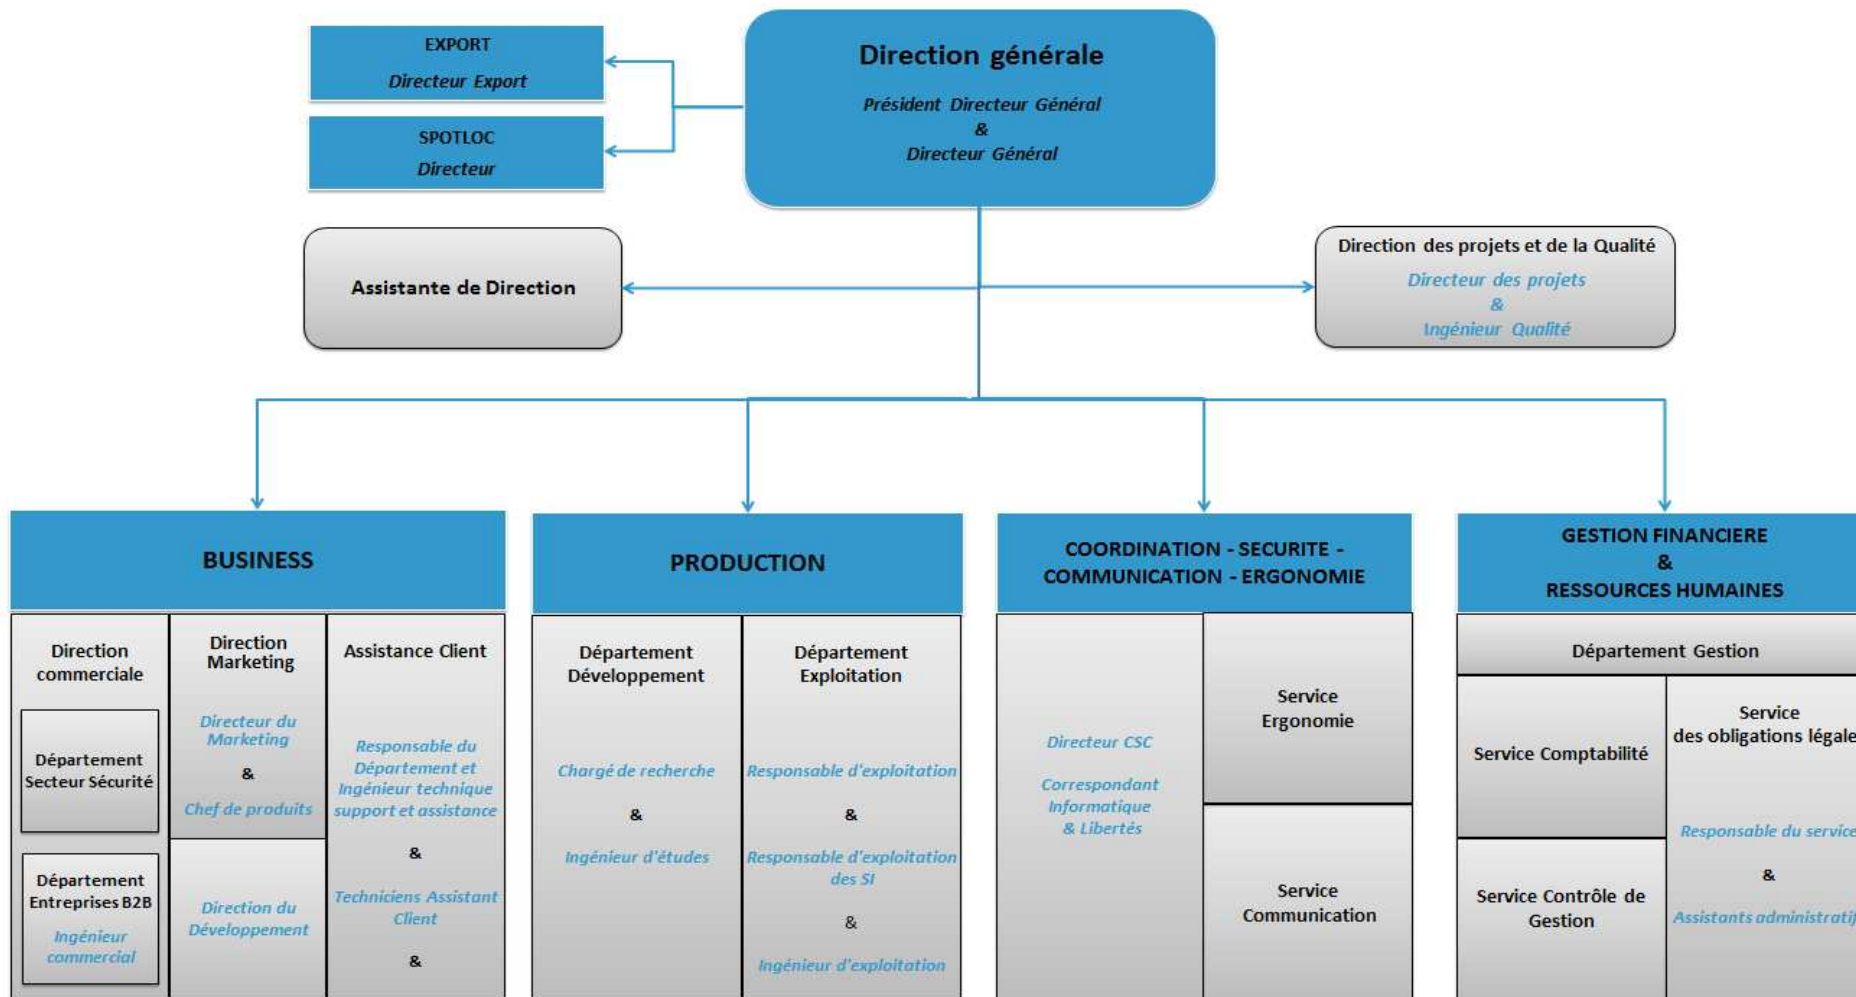 EXPORT
Directeur Export
SPOTLOC
Directeur
Direction générale
Président Directeur Général
&
Directeur Général
Assistante de Direction
Direction des projets et de la Qualité
Directeur des projets
&
Ingénieur Qualité
BUSINESS
Direction
commerciale
Département
Secteur Sécurité
Département
Entreprises B2B
Ingénieur
commercial
Direction
Marketing
Directeur du
Marketing
&
Chef de produits
Direction du
Développement
Assistance Client
Responsable du
Département et
Ingénieur technique
support et assistance
&
Techniciens Assistant
Client
&
PRODUCTION
Département
Développement
Chargé de recherche
&
Ingénieur d'études
Département
Exploitation
Responsable d'exploitation
&
Responsable d'exploitation
des SI
&
Ingénieur d'exploitation
COORDINATION - SECURITE -
COMMUNICATION - ERGONOMIE
Directeur CSC
Correspondant
Informatique
& Libertés
Service
Ergonomie
Service
Communication
GESTION FINANCIERE
&
RESSOURCES HUMAINES
Département Gestion
Service Comptabilité
Service Contrôle de
Gestion
Service
des obligations légale
Responsable du service
&
Assistants administratif